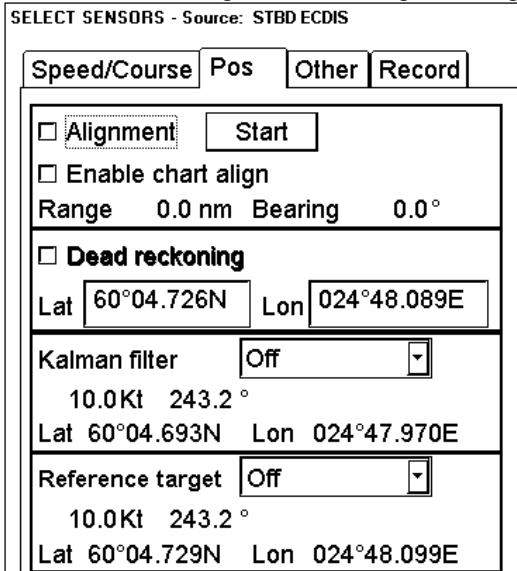 SELECT SENSORS - Source: STBD ECDIS
Speed/Course Pos Other Record
Alignment Start
Enable chart align
Range 0.0 nm Bearing 0.0°
Dead reckoning
Lat 60°04.726N Lon 024°48.089E
Kalman filter Off
10.0Kt 243.2 °
Lat 60°04.693N Lon 024°47.970E
Reference target Off
10.0Kt 243.2 °
Lat 60°04.729N Lon 024°48.099E